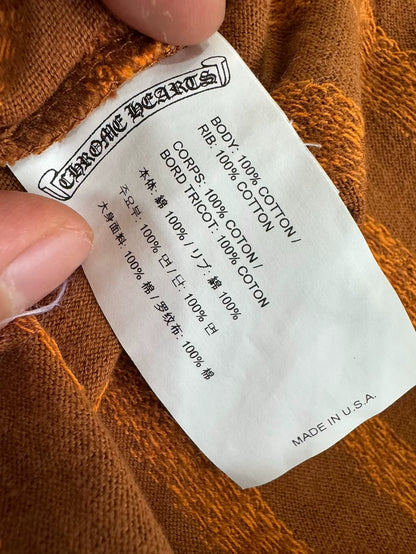 CHROME HEARTS
BODY: 100% COTTON /
RIB: 100% COTTON
CORPS: 100% COTON /
BORD TRICOT: 100% COTON
本体: 綿 100% / リブ: 綿 100%
주요부: 100% 면 / 단: 100% 면
大身面料: 100% 棉 / 罗纹布: 100% 棉
MADE IN U.S.A.